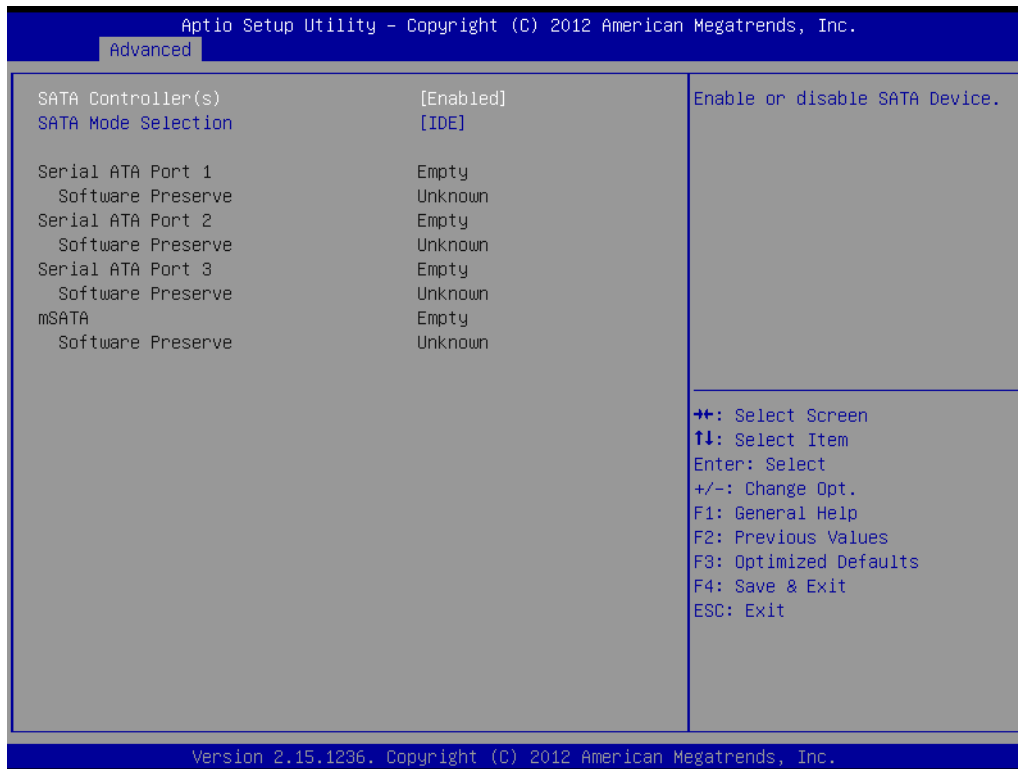 Aptio Setup Utility – Copyright (C) 2012 American Megatrends, Inc.
Advanced
SATA Controller(s) [Enabled]
SATA Mode Selection [IDE]
Serial ATA Port 1 Empty
Software Preserve Unknown
Serial ATA Port 2 Empty
Software Preserve Unknown
Serial ATA Port 3 Empty
Software Preserve Unknown
mSATA Empty
Software Preserve Unknown
Enable or disable SATA Device.
→←: Select Screen
↑↓: Select Item
Enter: Select
+/-: Change Opt.
F1: General Help
F2: Previous Values
F3: Optimized Defaults
F4: Save & Exit
ESC: Exit
Version 2.15.1236. Copyright (C) 2012 American Megatrends, Inc.